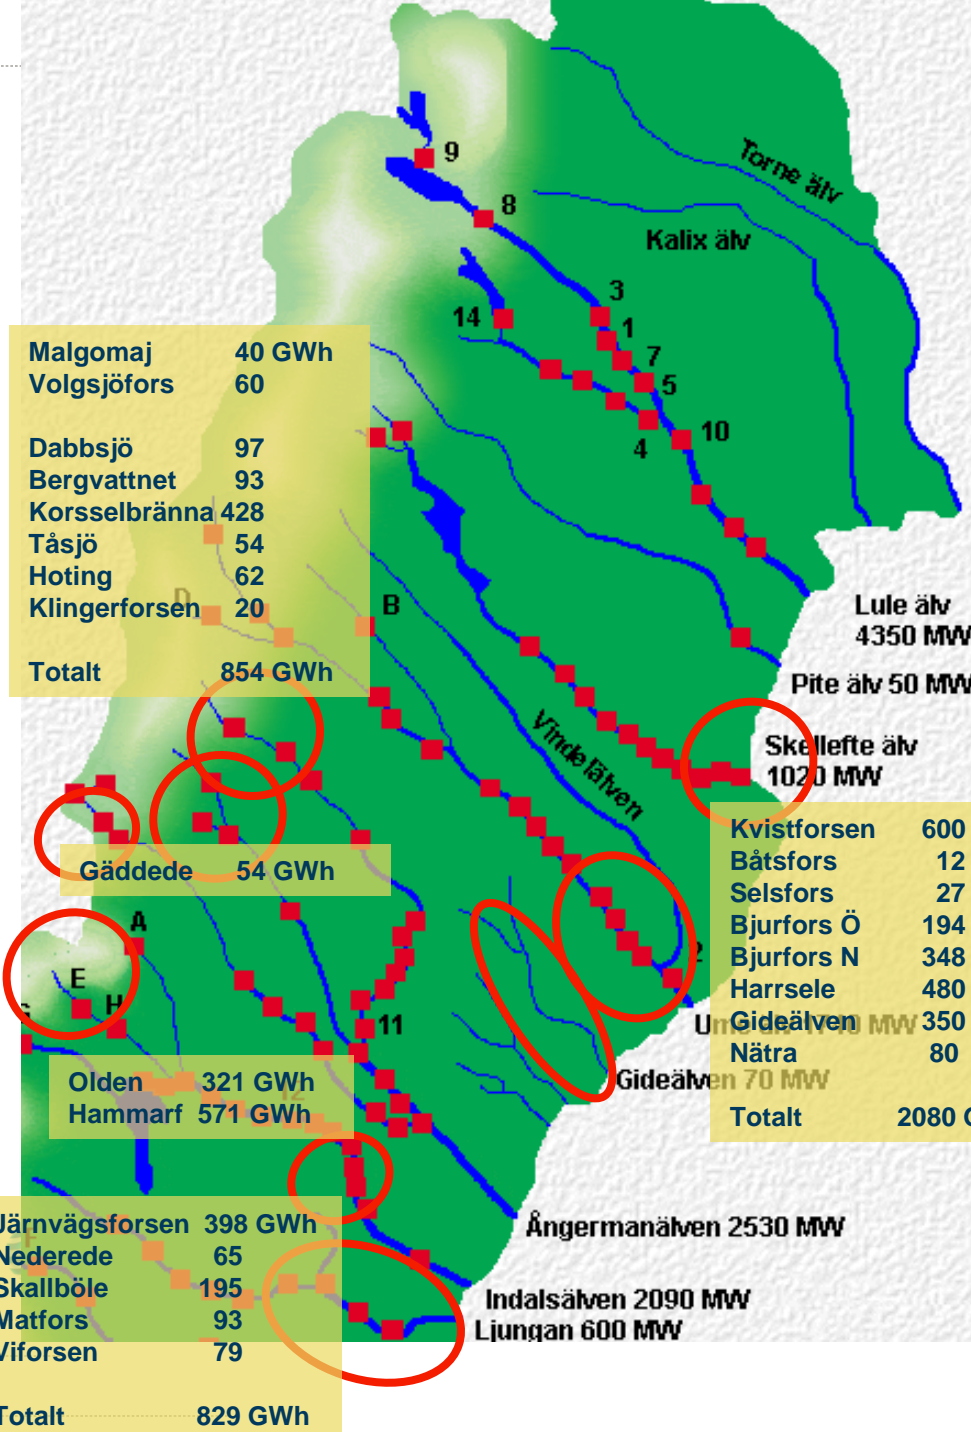 Torne älv
9
8
Kalix älv
3
14
1
7
5
10
4
Malgomaj 40 GWh
Volgsjöfors 60
Dabbsjö 97
Bergvattnet 93
Korsselbränna 428
Tåsjö 54
Hoting 62
Klingerforsen 20
Totalt 854 GWh
D
B
Lule älv
4350 MW
Pite älv 50 MW
Vindelälven
Skellefte älv
1020 MW
Gäddede 54 GWh
Kvistforsen 600
Båtsfors 12
Selsfors 27
Bjurfors Ö 194
Bjurfors N 348
Harrsele 480
Gideälven 350
Nätra 80
Totalt 2080 G
A
E
H
2
11
Ume älv 1710 MW
Gideälven 70 MW
Olden 321 GWh
Hammarf 571 GWh
12
Järnvägsforsen 398 GWh
Nederede 65
Skallböle 195
Matfors 93
Viforsen 79
Totalt 829 GWh
F
Ångermanälven 2530 MW
Indalsälven 2090 MW
Ljungan 600 MW